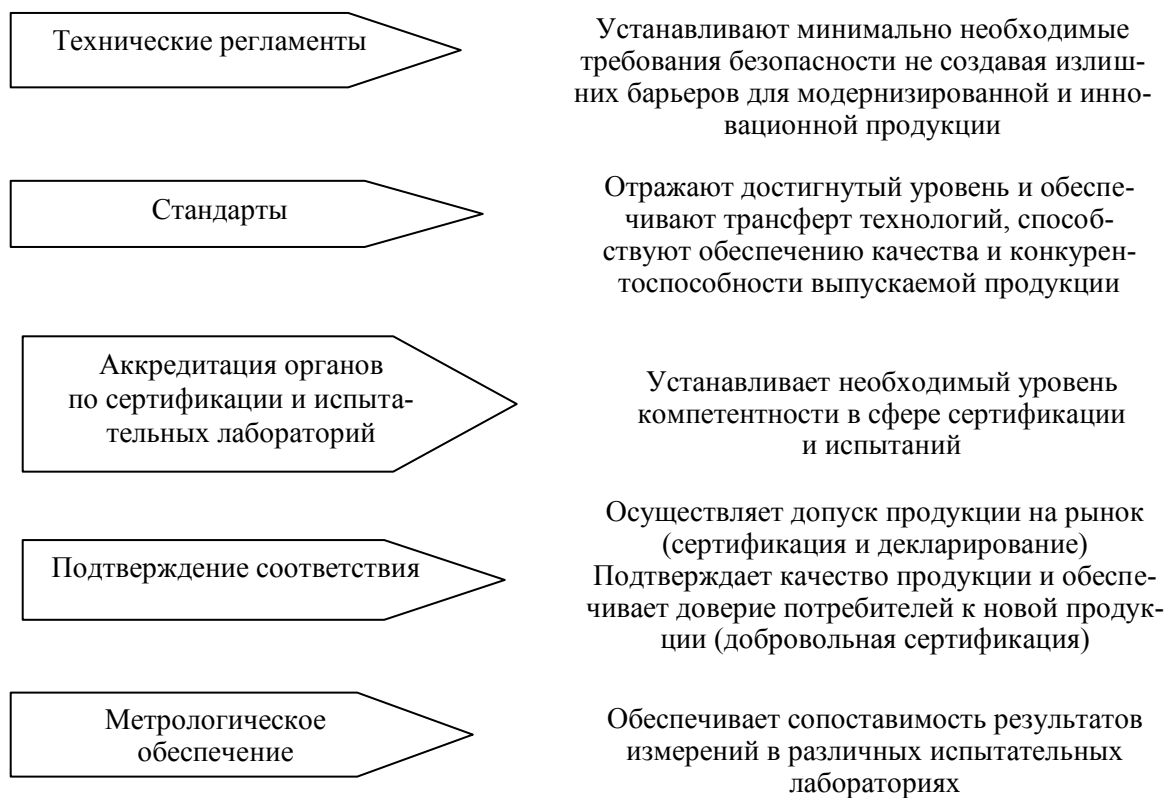 Технические регламенты
Устанавливают минимально необходимые
требования безопасности не создавая излиш-
них барьеров для модернизированной и инно-
вационной продукции
Стандарты
Отражают достигнутый уровень и обеспе-
чивают трансферт технологий, способ-
ствуют обеспечению качества и конкурен-
тоспособности выпускаемой продукции
Аккредитация органов
по сертификации и испыта-
тельных лабораторий
Устанавливает необходимый уровень
компетентности в сфере сертификации
и испытаний
Подтверждение соответствия
Осуществляет допуск продукции на рынок
(сертификация и декларирование)
Подтверждает качество продукции и обеспе-
чивает доверие потребителей к новой продук-
ции (добровольная сертификация)
Метрологическое
обеспечение
Обеспечивает сопоставимость результатов
измерений в различных испытательных
лабораториях